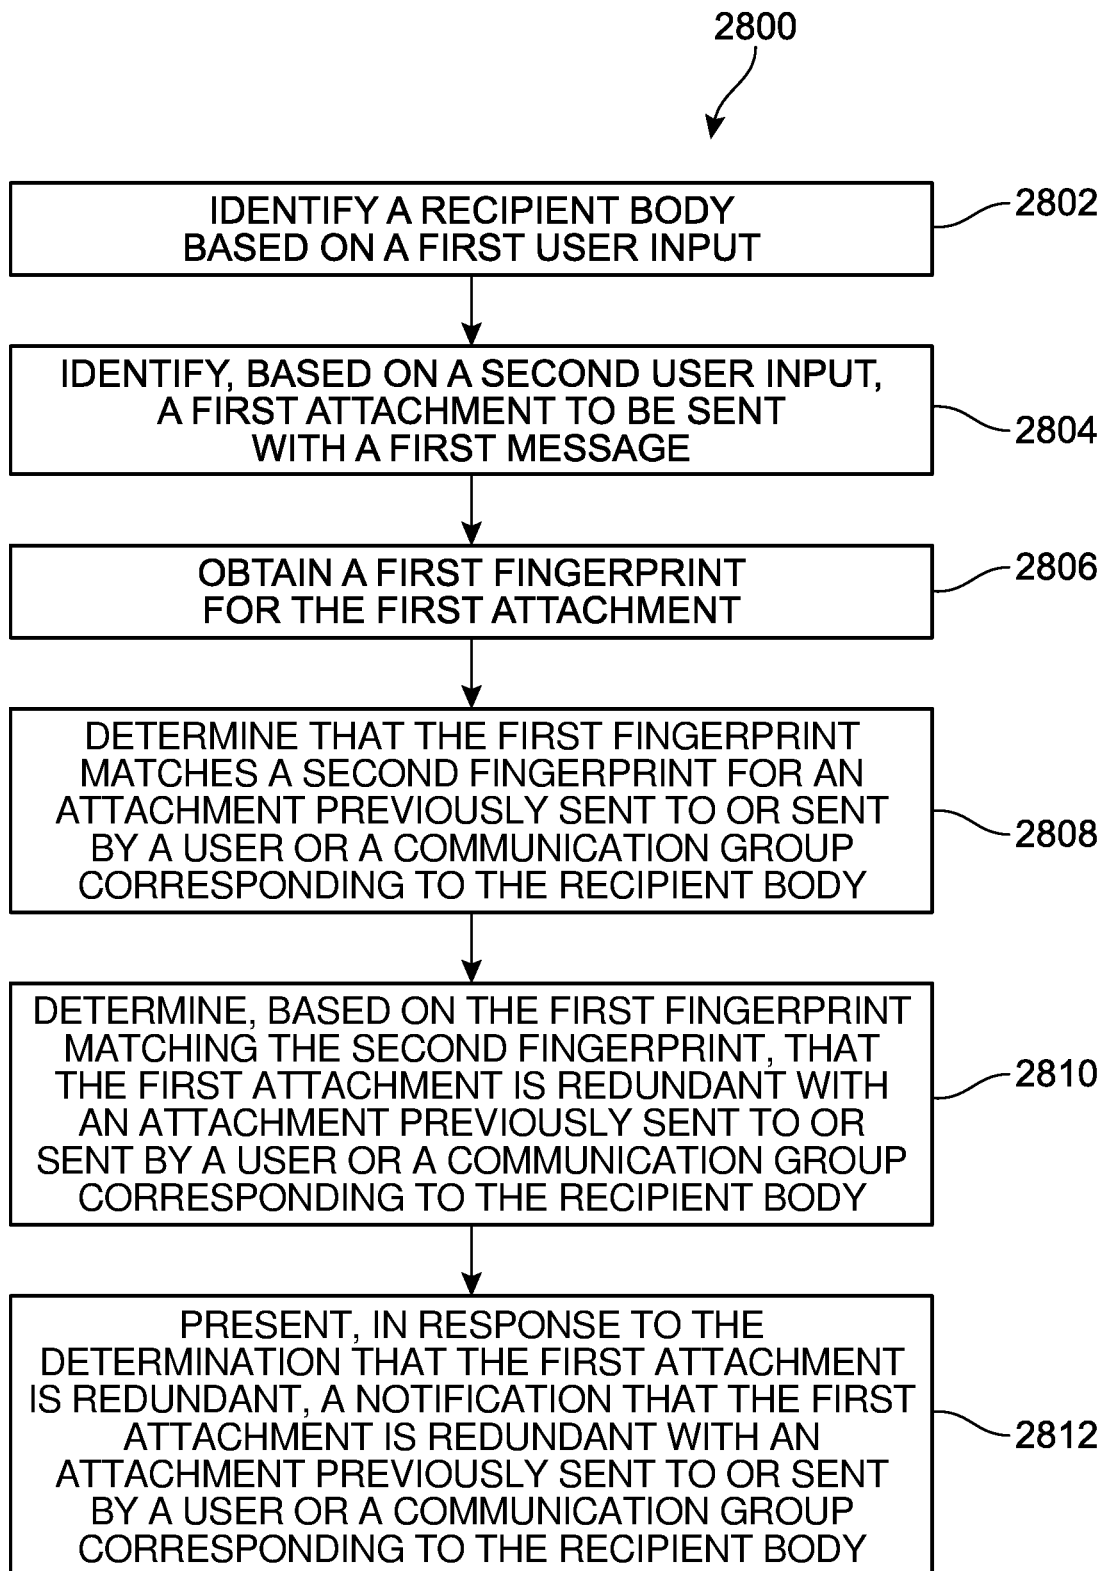 2800
IDENTIFY A RECIPIENT BODY
BASED ON A FIRST USER INPUT
2802
IDENTIFY, BASED ON A SECOND USER INPUT,
A FIRST ATTACHMENT TO BE SENT
WITH A FIRST MESSAGE
2804
OBTAIN A FIRST FINGERPRINT
FOR THE FIRST ATTACHMENT
2806
DETERMINE THAT THE FIRST FINGERPRINT
MATCHES A SECOND FINGERPRINT FOR AN
ATTACHMENT PREVIOUSLY SENT TO OR SENT
BY A USER OR A COMMUNICATION GROUP
CORRESPONDING TO THE RECIPIENT BODY
2808
DETERMINE, BASED ON THE FIRST FINGERPRINT
MATCHING THE SECOND FINGERPRINT, THAT
THE FIRST ATTACHMENT IS REDUNDANT WITH
AN ATTACHMENT PREVIOUSLY SENT TO OR
SENT BY A USER OR A COMMUNICATION GROUP
CORRESPONDING TO THE RECIPIENT BODY
2810
PRESENT, IN RESPONSE TO THE
DETERMINATION THAT THE FIRST ATTACHMENT
IS REDUNDANT, A NOTIFICATION THAT THE FIRST
ATTACHMENT IS REDUNDANT WITH AN
ATTACHMENT PREVIOUSLY SENT TO OR SENT
BY A USER OR A COMMUNICATION GROUP
CORRESPONDING TO THE RECIPIENT BODY
2812